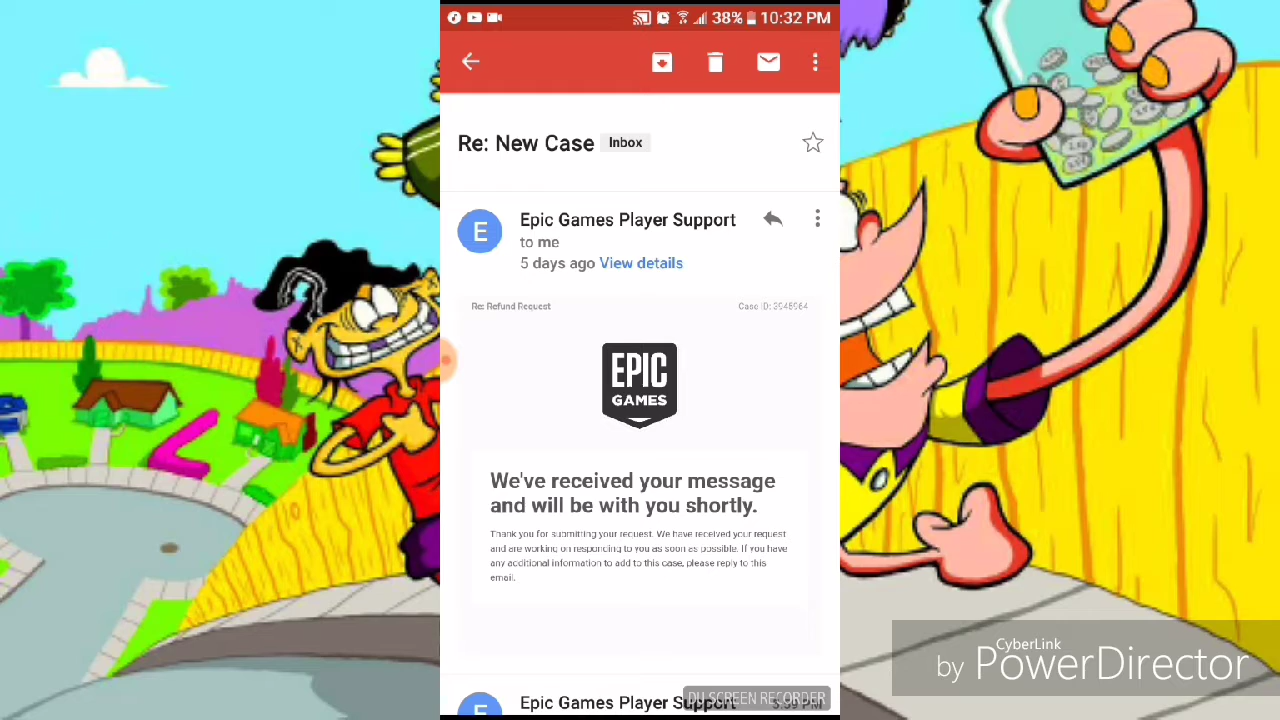 38% 10:32 PM
Re: New Case Inbox
E
Epic Games Player Support
to me
5 days ago View details
Re: Refund Request
Case ID: 3945964
EPIC
GAMES
We've received your message
and will be with you shortly.
Thank you for submitting your request. We have received your request
and are working on responding to you as soon as possible. If you have
any additional information to add to this case, please reply to this
email.
E
Epic Games Player Support
DU SCREEN RECORDER
CyberLink
by PowerDirector